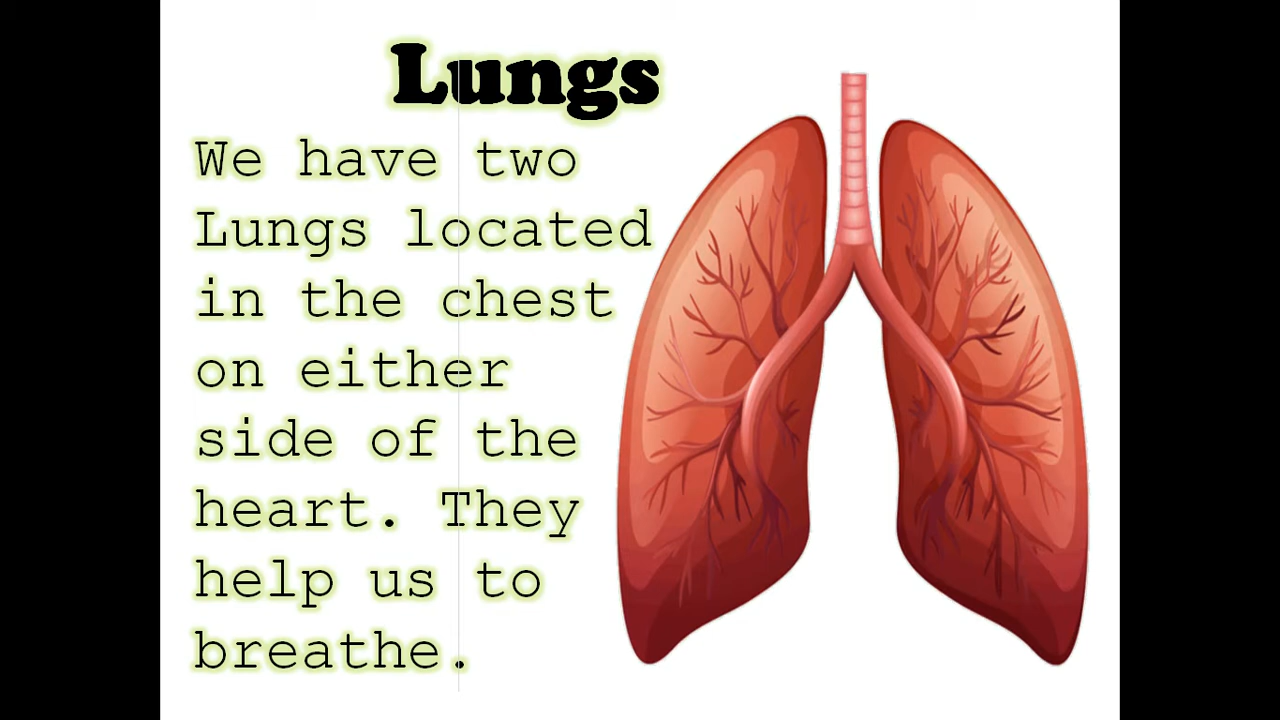 Lungs
We have two
Lungs located
in the chest
on either
side of the
heart. They
help us to
breathe.